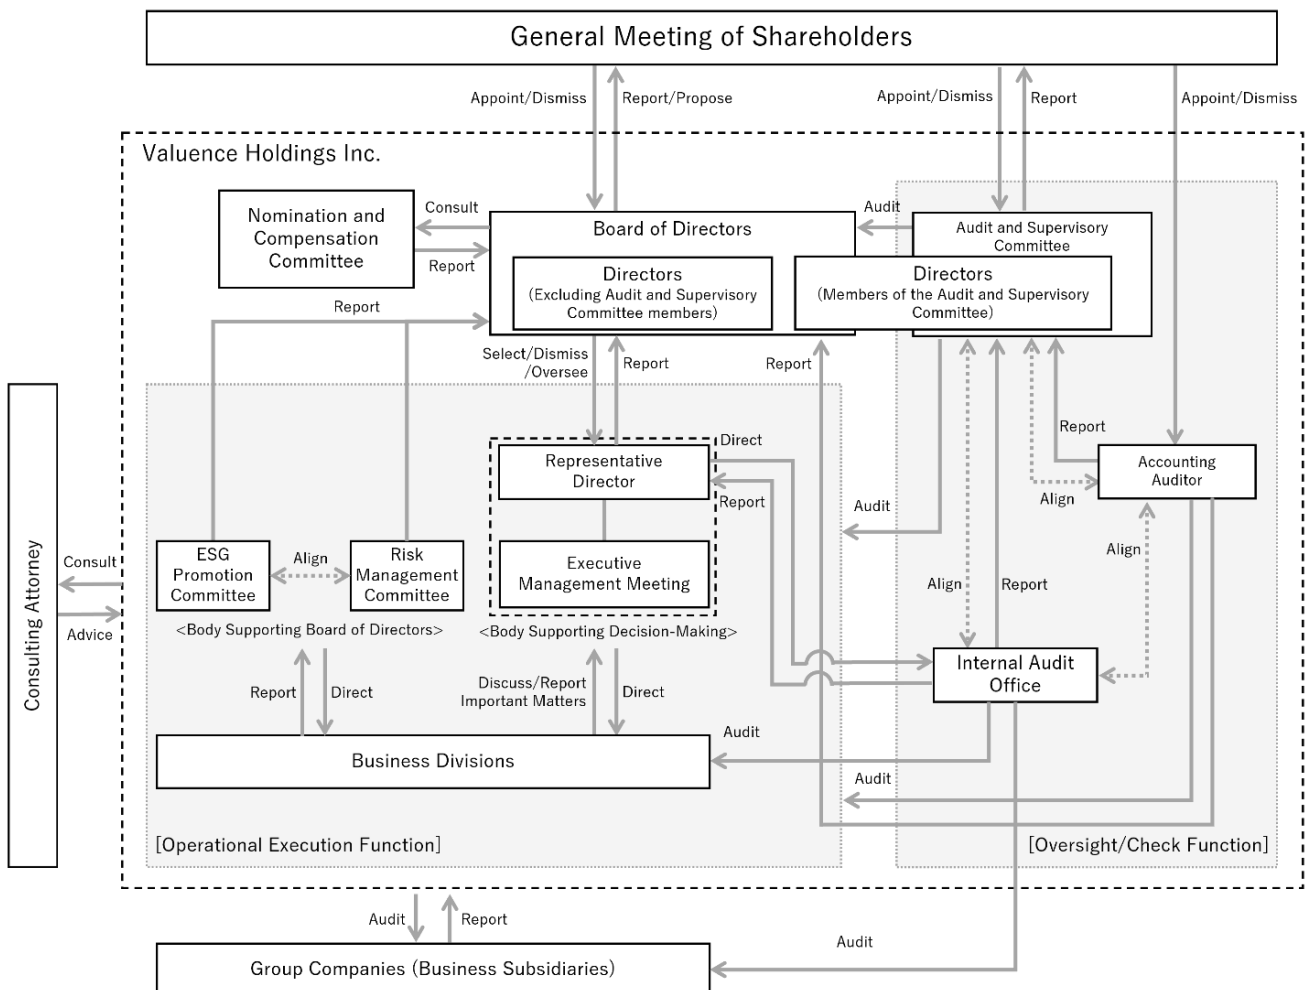 General Meeting of Shareholders
Appoint/Dismiss
Report/Propose
Appoint/Dismiss
Report
Appoint/Dismiss
Valuence Holdings Inc.
Nomination and
Compensation
Committee
Consult
Report
Board of Directors
Directors
(Excluding Audit and Supervisory
Committee members)
Audit
Audit and Supervisory
Committee
Directors
(Members of the Audit and Supervisory
Committee)
Report
Select/Dismiss
/Oversee
Report
Report
Representative
Director
Direct
Report
Report
Accounting
Auditor
Align
Audit
Consulting Attorney
Consult
Advice
ESG
Promotion
Committee
Align
Risk
Management
Committee
Executive
Management Meeting
Align
Align
Report
<Body Supporting Board of Directors>
<Body Supporting Decision-Making>
Internal Audit
Office
Report
Direct
Discuss/Report
Important Matters
Direct
Audit
Business Divisions
Audit
[Operational Execution Function]
[Oversight/Check Function]
Audit
Report
Audit
Group Companies (Business Subsidiaries)